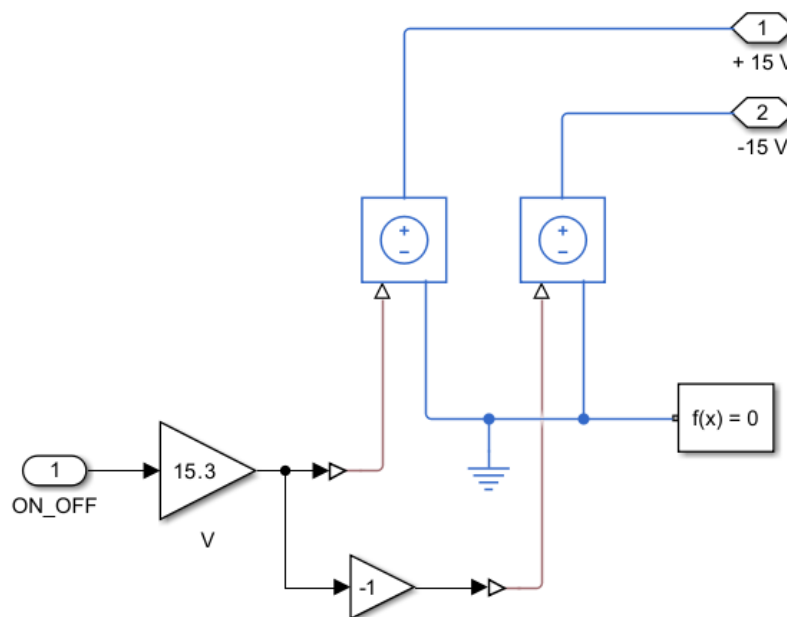 1
+ 15 V
2
-15 V
+
−
+
−
f(x) = 0
1
ON_OFF
15.3
V
-1